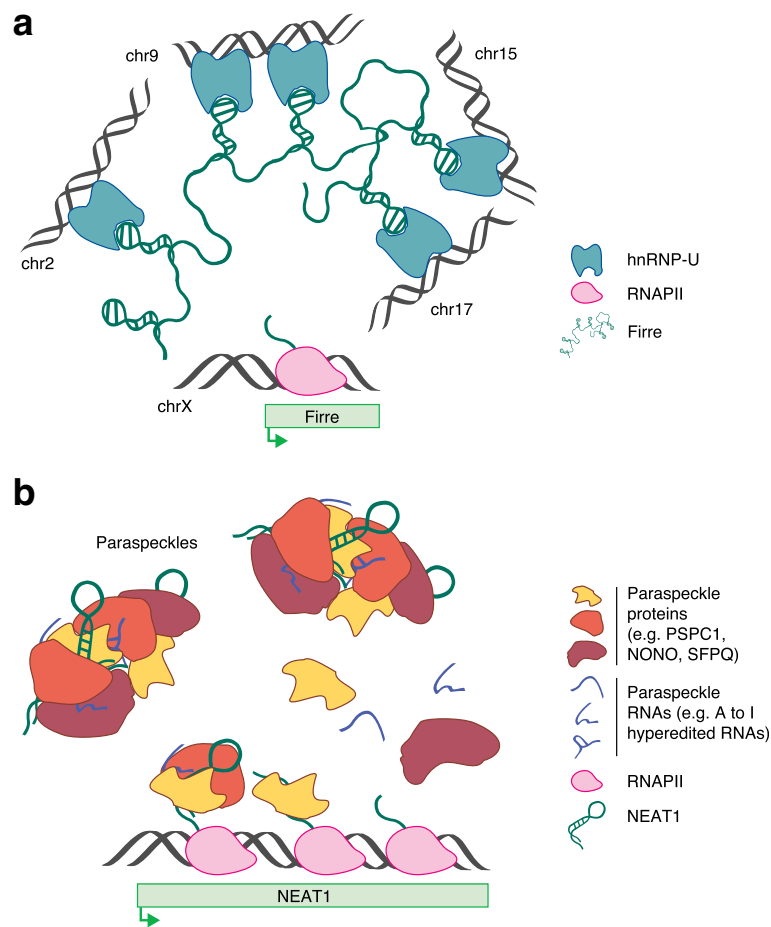 a
chr9
chr15
chr2
chr17
chrX
Firre
hnRNP-U
RNAPII
Firre
b
Paraspeckles
NEAT1
Paraspeckle
proteins
(e.g. PSPC1,
NONO, SFPQ)
Paraspeckle
RNAs (e.g. A to I
hyperedited RNAs)
RNAPII
NEAT1